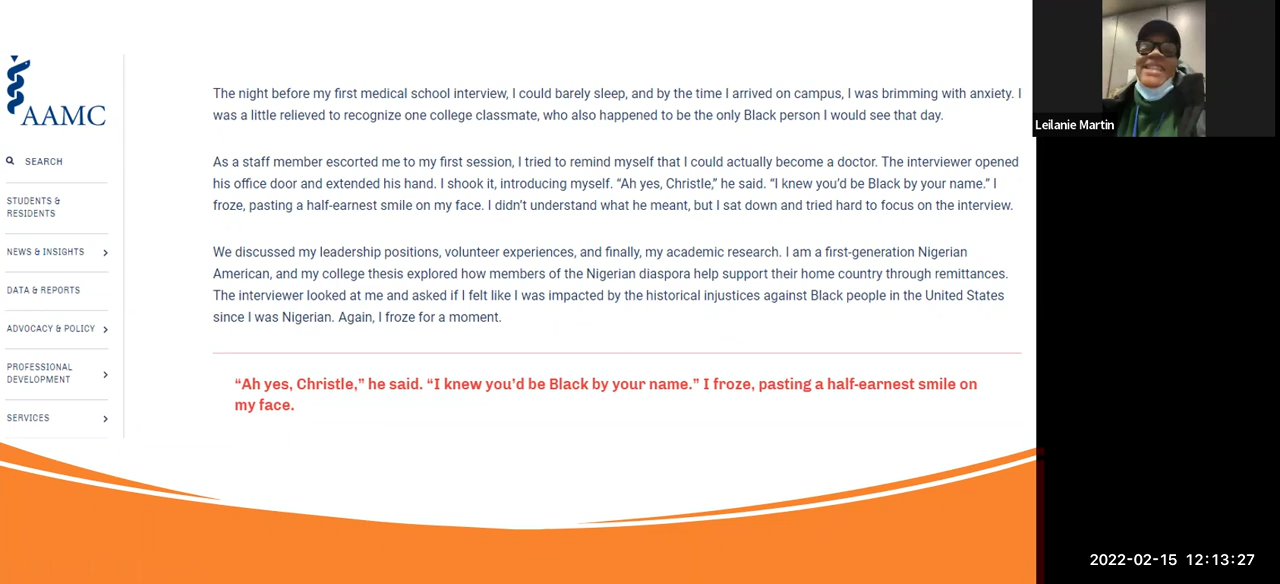 AAMC
SEARCH
STUDENTS &
RESIDENTS
NEWS & INSIGHTS
DATA & REPORTS
ADVOCACY & POLICY
PROFESSIONAL
DEVELOPMENT
SERVICES
The night before my first medical school interview, I could barely sleep, and by the time I arrived on campus, I was brimming with anxiety. I
was a little relieved to recognize one college classmate, who also happened to be the only Black person I would see that day.
As a staff member escorted me to my first session, I tried to remind myself that I could actually become a doctor. The interviewer opened
his office door and extended his hand. I shook it, introducing myself. “Ah yes, Christle,” he said. “I knew you’d be Black by your name.” I
froze, pasting a half-earnest smile on my face. I didn’t understand what he meant, but I sat down and tried hard to focus on the interview.
We discussed my leadership positions, volunteer experiences, and finally, my academic research. I am a first-generation Nigerian
American, and my college thesis explored how members of the Nigerian diaspora help support their home country through remittances.
The interviewer looked at me and asked if I felt like I was impacted by the historical injustices against Black people in the United States
since I was Nigerian. Again, I froze for a moment.
“Ah yes, Christle,” he said. “I knew you’d be Black by your name.” I froze, pasting a half-earnest smile on
my face.
Leilanie Martin
2022-02-15 12:13:27